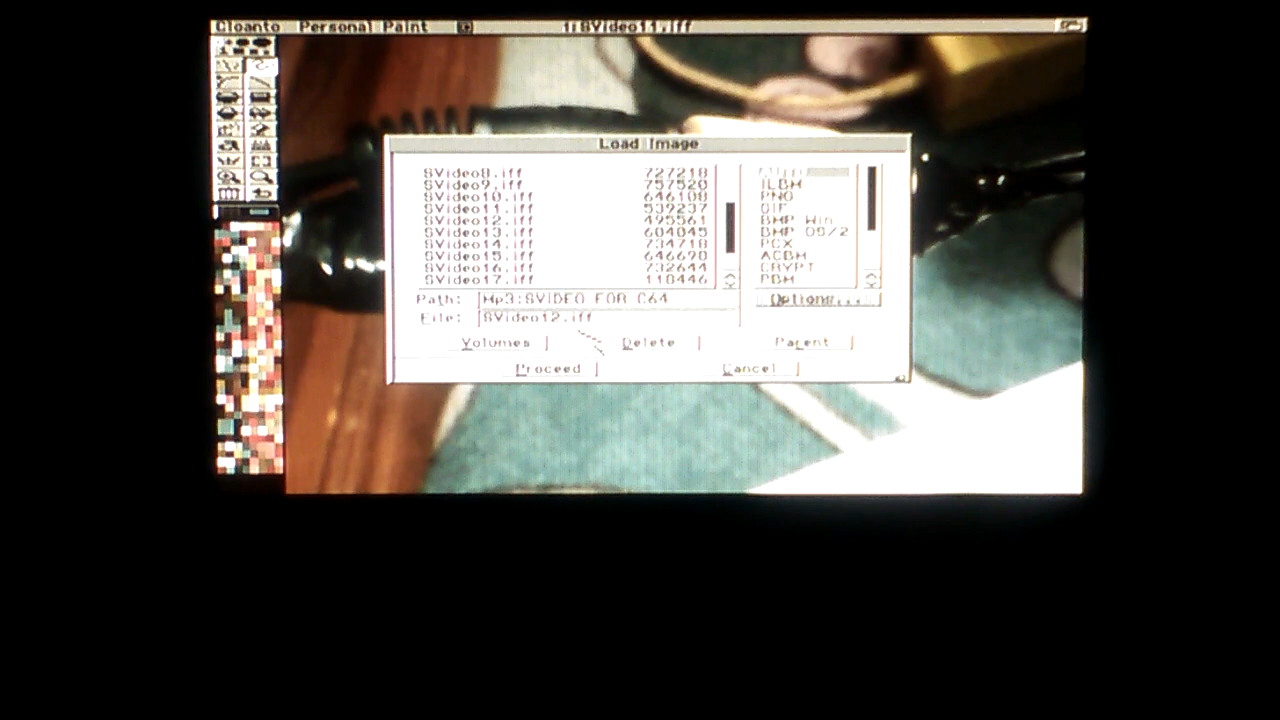 Cloanto Personal Paint 1:SVideo11.iff
Load Image
SVideo8.iff 727218
SVideo9.iff 757520
SVideo10.iff 646108
SVideo11.iff 539237
SVideo12.iff 495561
SVideo13.iff 604045
SVideo14.iff 734718
SVideo15.iff 646690
SVideo16.iff 732644
SVideo17.iff 118446
ILBM
PNG
GIF
BMP Win
BMP OS/2
PCX
ACBM
CRYPT
PBM
Options...
Path: Mp3:SVIDEO FOR C64
File: SVideo12.iff
Volumes Delete Parent
Proceed Cancel